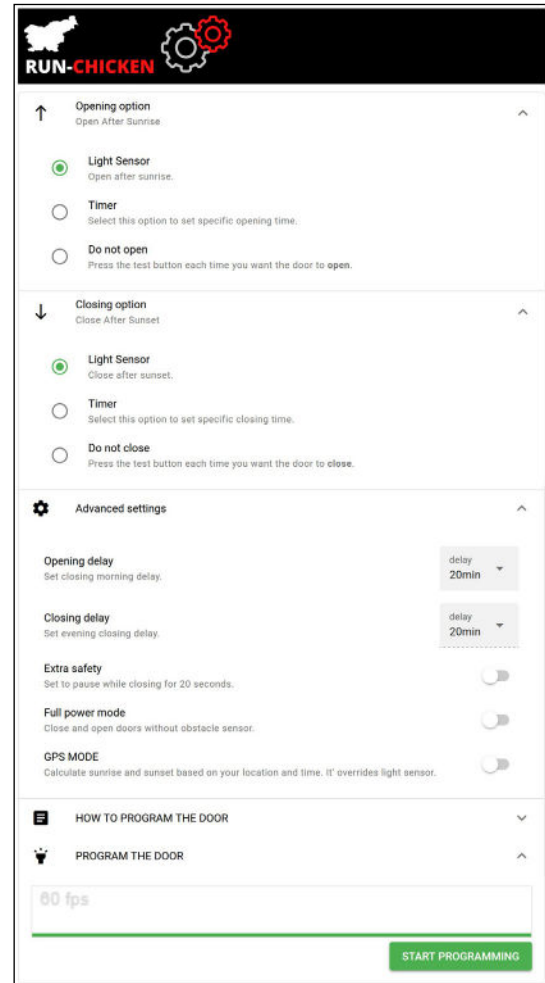 RUN-CHICKEN
Opening option
Open After Sunrise
Light Sensor
Open after sunrise.
Timer
Select this option to set specific opening time.
Do not open
Press the test button each time you want the door to open.
Closing option
Close After Sunset
Light Sensor
Close after sunset.
Timer
Select this option to set specific closing time.
Do not close
Press the test button each time you want the door to close.
Advanced settings
Opening delay
Set closing morning delay.
delay
20min
Closing delay
Set evening closing delay.
delay
20min
Extra safety
Set to pause while closing for 20 seconds.
Full power mode
Close and open doors without obstacle sensor.
GPS MODE
Calculate sunrise and sunset based on your location and time. It' overrides light sensor.
HOW TO PROGRAM THE DOOR
PROGRAM THE DOOR
60 fps
START PROGRAMMING